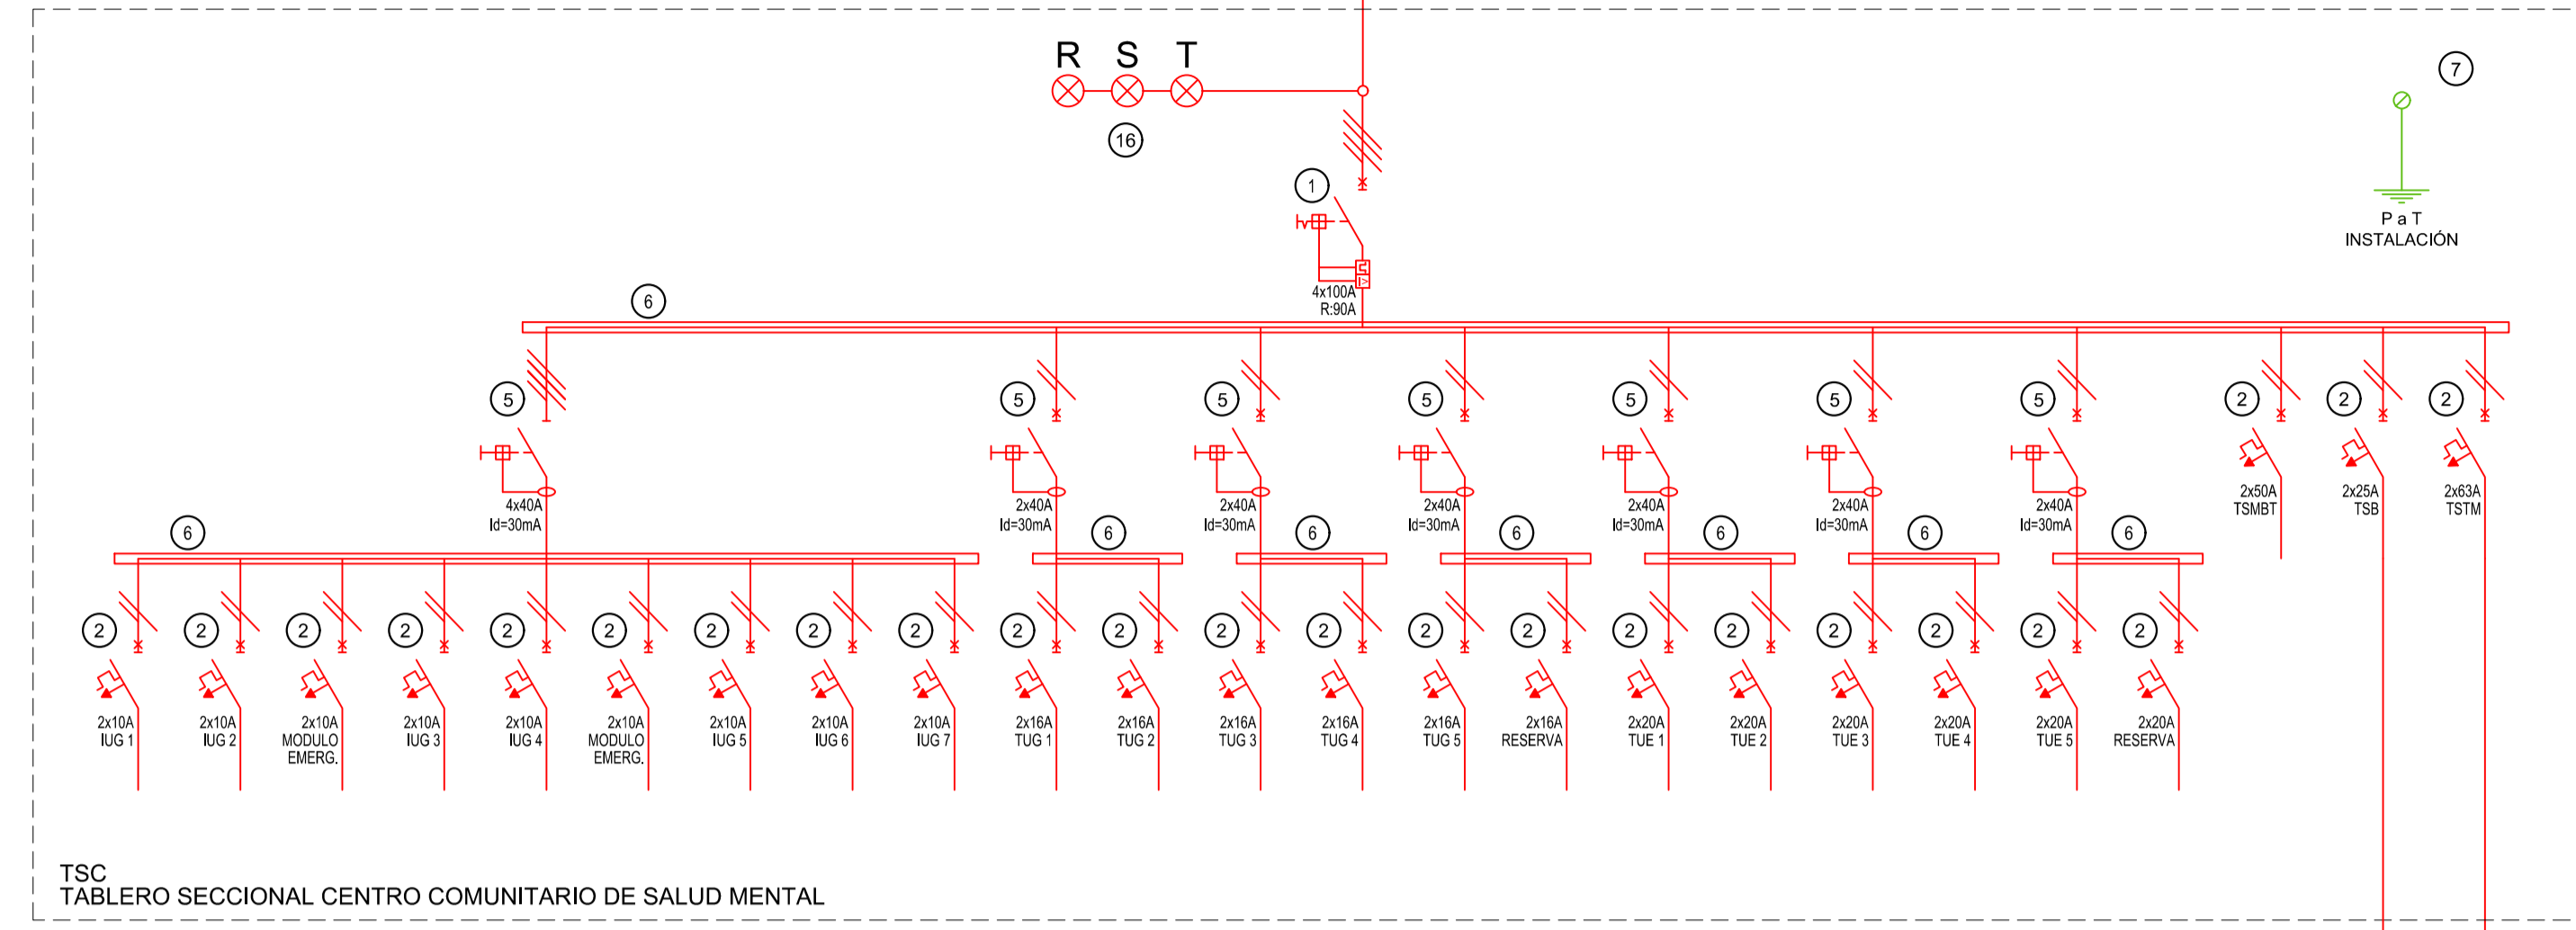 R S T
7
16
1
P a T
INSTALACIÓN
4x100A
R:90A
6
5 5 5 5 5 5 5 2 2 2
4x40A
Id=30mA
2x40A
Id=30mA
2x40A
Id=30mA
2x40A
Id=30mA
2x40A
Id=30mA
2x40A
Id=30mA
2x40A
Id=30mA
2x50A
TSMBT
2x25A
TSB
2x63A
TSTM
6 6 6 6 6 6 6
2 2 2 2 2 2 2 2 2 2 2 2 2 2 2 2 2 2 2 2 2
2x10A
IUG 1
2x10A
IUG 2
2x10A
MODULO
EMERG.
2x10A
IUG 3
2x10A
IUG 4
2x10A
MODULO
EMERG.
2x10A
IUG 5
2x10A
IUG 6
2x10A
IUG 7
2x16A
TUG 1
2x16A
TUG 2
2x16A
TUG 3
2x16A
TUG 4
2x16A
TUG 5
2x16A
RESERVA
2x20A
TUE 1
2x20A
TUE 2
2x20A
TUE 3
2x20A
TUE 4
2x20A
TUE 5
2x20A
RESERVA
TSC
TABLERO SECCIONAL CENTRO COMUNITARIO DE SALUD MENTAL